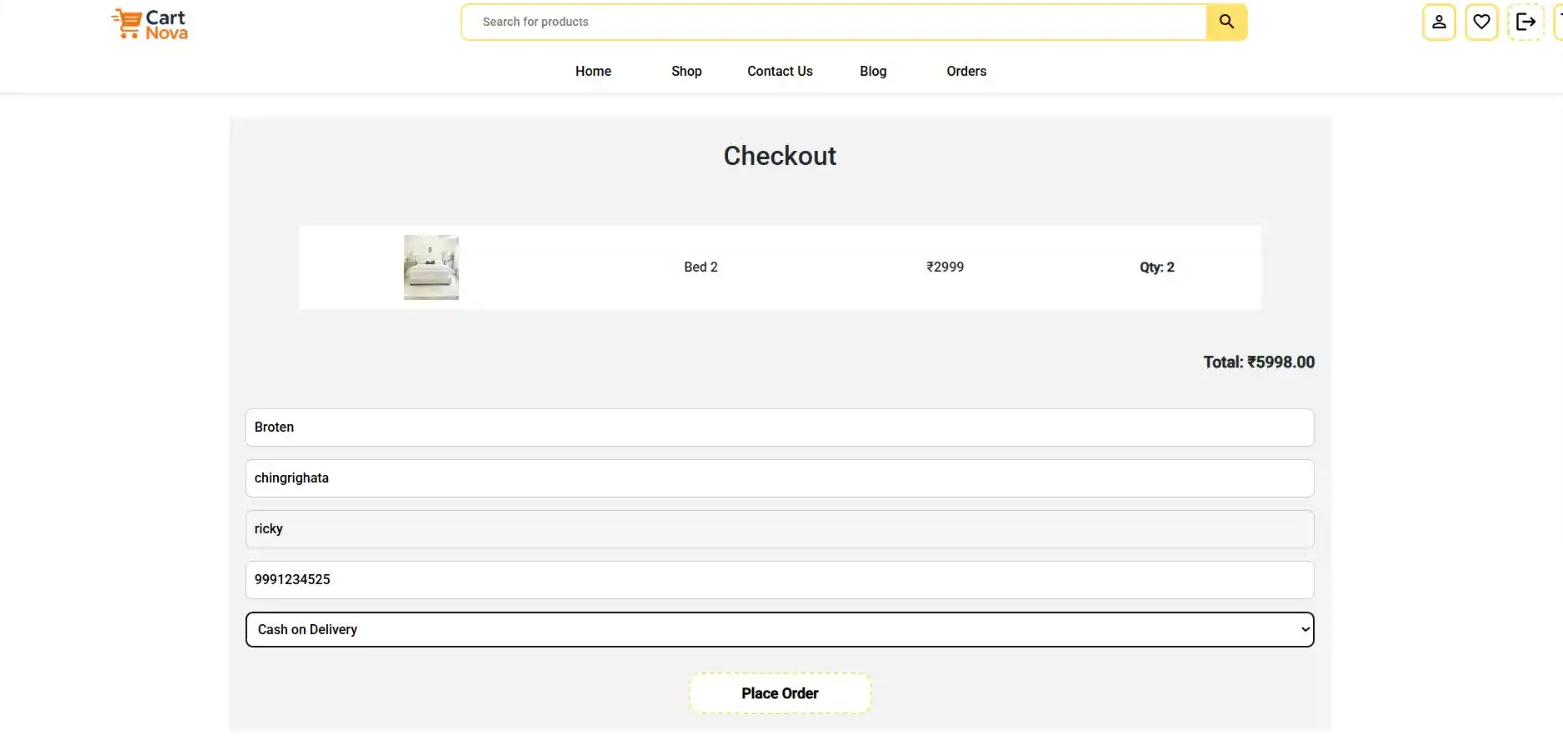 Cart
Nova
Search for products
Home Shop Contact Us Blog Orders
Checkout
Bed 2 ₹2999 Qty: 2
Total: ₹5998.00
Broten
chingrighata
ricky
9991234525
Cash on Delivery
Place Order